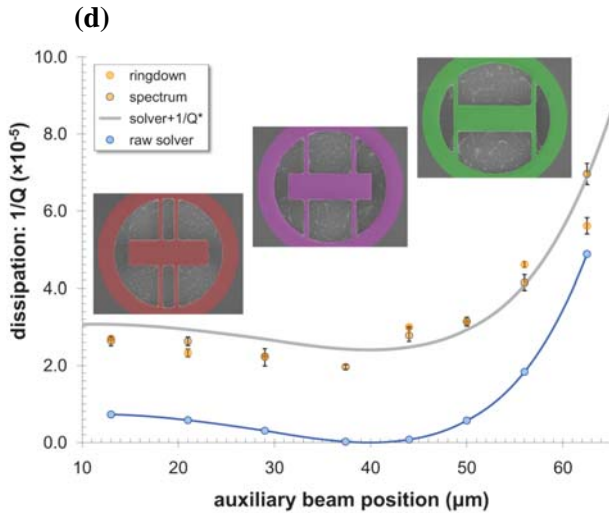 (d)
10.0
8.0
6.0
4.0
2.0
0.0
dissipation: 1/Q (×10⁻⁵)
ringdown
spectrum
solver+1/Q*
raw solver
10 20 30 40 50 60
auxiliary beam position (μm)